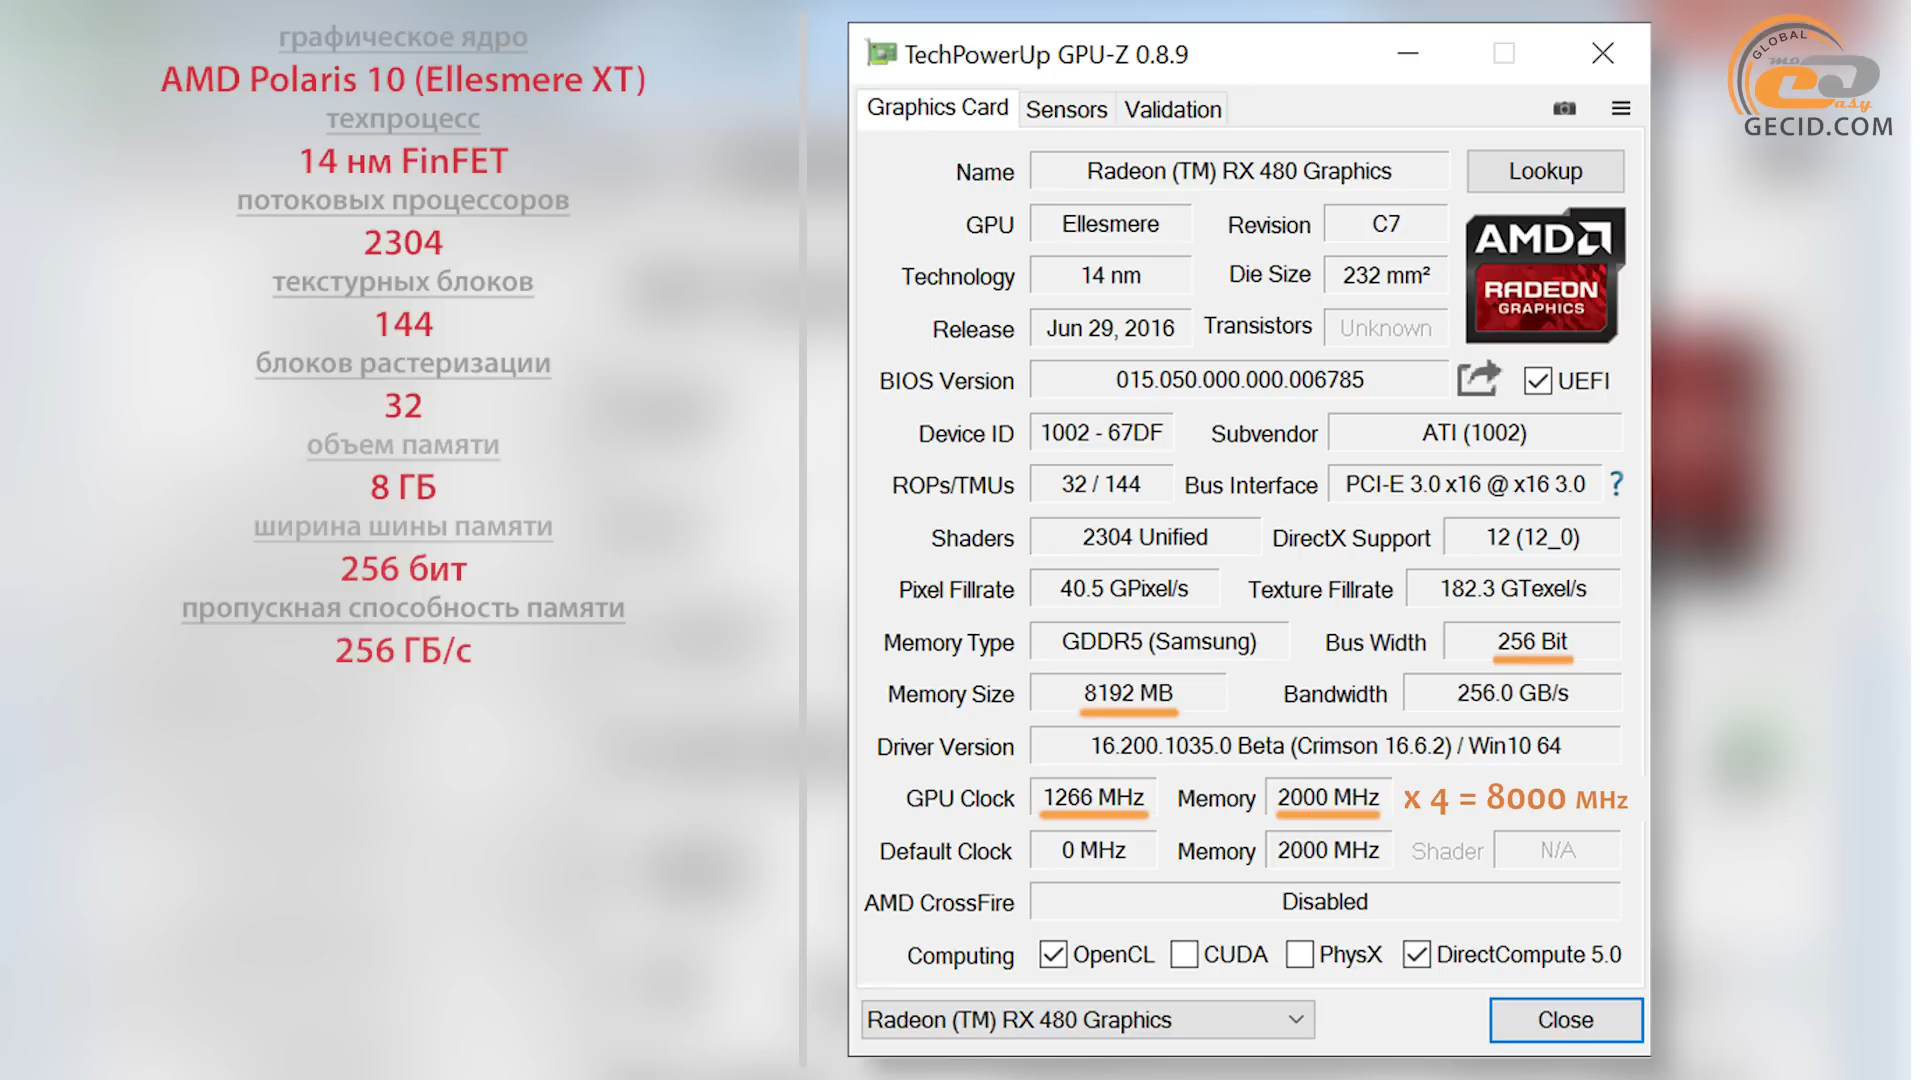 графическое ядро
AMD Polaris 10 (Ellesmere XT)
техпроцесс
14 нм FinFET
потоковых процессоров
2304
текстурных блоков
144
блоков растеризации
32
объем памяти
8 ГБ
ширина шины памяти
256 бит
пропускная способность памяти
256 ГБ/с
TechPowerUp GPU-Z 0.8.9
Graphics Card Sensors Validation
Name Radeon (TM) RX 480 Graphics Lookup
GPU Ellesmere Revision C7
Technology 14 nm Die Size 232 mm²
Release Jun 29, 2016 Transistors Unknown
AMD
RADEON
GRAPHICS
BIOS Version 015.050.000.000.006785 UEFI
Device ID 1002 - 67DF Subvendor ATI (1002)
ROPs/TMUs 32 / 144 Bus Interface PCI-E 3.0 x16 @ x16 3.0 ?
Shaders 2304 Unified DirectX Support 12 (12_0)
Pixel Fillrate 40.5 GPixel/s Texture Fillrate 182.3 GTexel/s
Memory Type GDDR5 (Samsung) Bus Width 256 Bit
Memory Size 8192 MB Bandwidth 256.0 GB/s
Driver Version 16.200.1035.0 Beta (Crimson 16.6.2) / Win10 64
GPU Clock 1266 MHz Memory 2000 MHz x 4 = 8000 MHz
Default Clock 0 MHz Memory 2000 MHz Shader N/A
AMD CrossFire Disabled
Computing OpenCL CUDA PhysX DirectCompute 5.0
Radeon (TM) RX 480 Graphics Close
GLOBAL
asy
GECID.COM